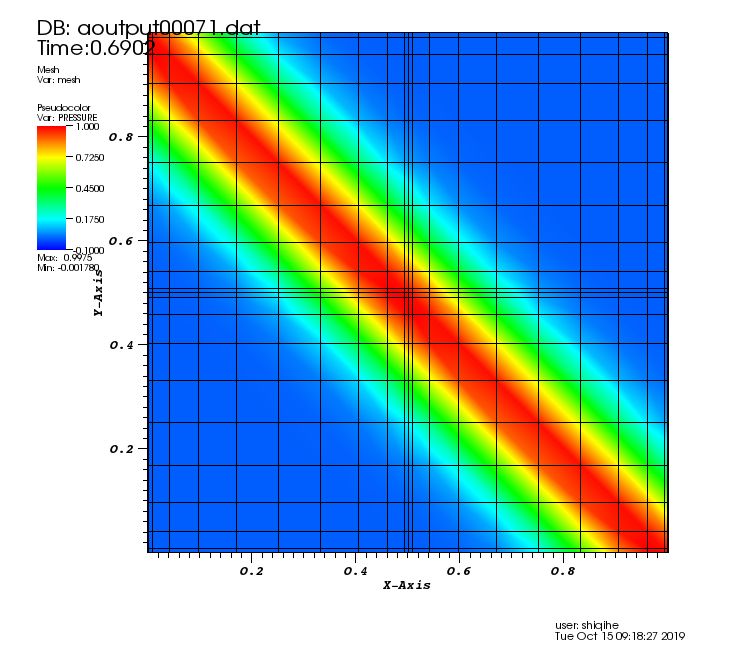 DB: aoutput00071.dat
Time:0.6902
Mesh
Var: mesh
Pseudocolor
Var: PRESSURE
1.000
0.7250
0.4500
0.1750
-0.1000
Max: 0.9975
Min: -0.001780
Y-Axis
0.8
0.6
0.4
0.2
0.2
0.4
0.6
0.8
X-Axis
user: shiqihe
Tue Oct 15 09:18:27 2019